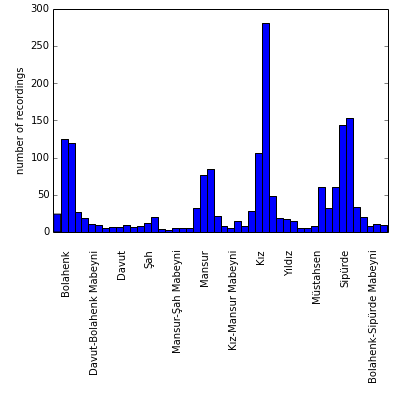 300
250
200
150
100
50
0
number of recordings
Bolahenk
Davut-Bolahenk Mabeyni
Davut
Şah
Mansur-Şah Mabeyni
Mansur
Kız-Mansur Mabeyni
Kız
Yıldız
Müstahsen
Sipürde
Bolahenk-Sipürde Mabeyni